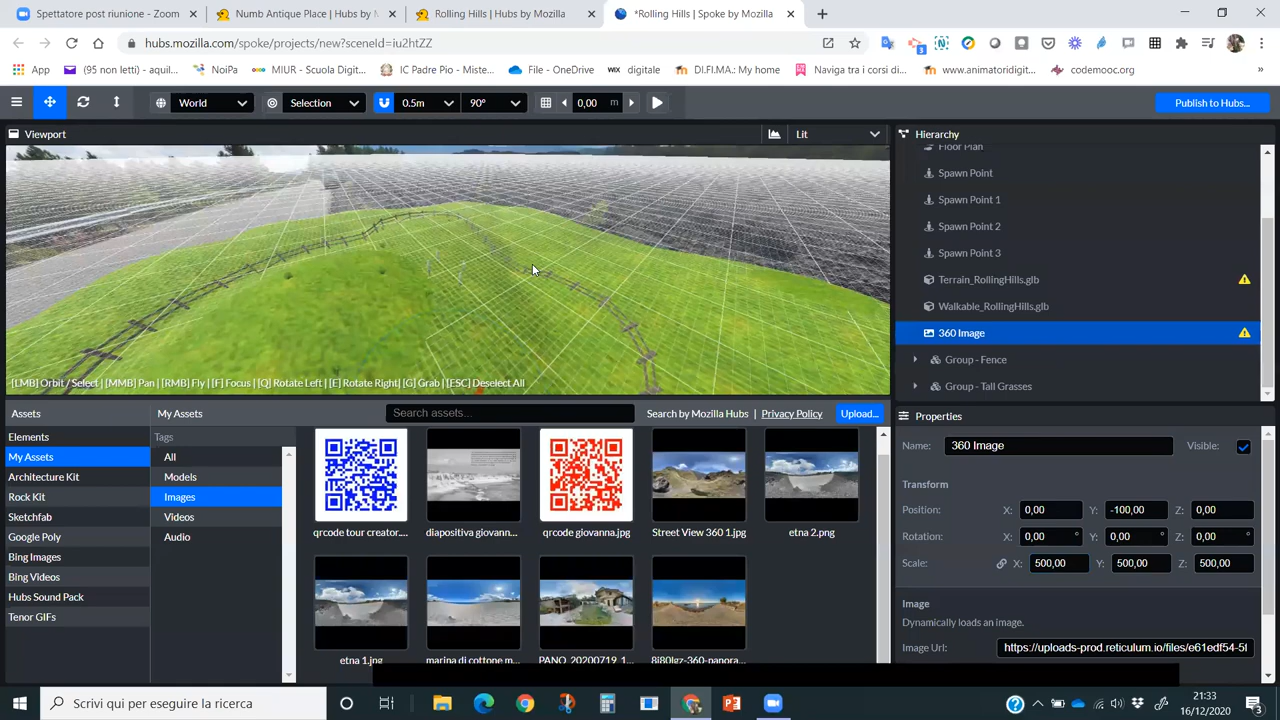 Spettatore post riunione - Zoom
Numb Antique Place | Hubs by M
Rolling Hills | Hubs by Mozilla
*Rolling Hills | Spoke by Mozilla
hubs.mozilla.com/spoke/projects/new?sceneId=iu2htZZ
3
App
(95 non letti) - aquil
NoiPa
MIUR - Scuola Digit...
IC Padre Pio - Miste...
File - OneDrive
WIX digitale
DI.FI.MA.: My home
Naviga tra i corsi di...
www.animatoridigit...
codemooc.org
World
Selection
0.5m
90°
0,00 m
Publish to Hubs...
Viewport
Lit
Hierarchy
Floor Plan
Spawn Point
Spawn Point 1
Spawn Point 2
Spawn Point 3
Terrain_RollingHills.glb
Walkable_RollingHills.glb
360 Image
Group - Fence
Group - Tall Grasses
[LMB] Orbit / Select | [MMB] Pan | [RMB] Fly | [F] Focus | [Q] Rotate Left | [E] Rotate Right | [G] Grab | [ESC] Deselect All
Assets
My Assets
Search assets...
Search by Mozilla Hubs | Privacy Policy
Upload...
Elements
My Assets
Architecture Kit
Rock Kit
Sketchfab
Google Poly
Bing Images
Bing Videos
Hubs Sound Pack
Tenor GIFs
Tags
All
Models
Images
Videos
Audio
qrcode tour creator....
diapositiva giovann...
qrcode giovanna.jpg
Street View 360 1.jpg
etna 2.png
etna 1.jpg
marina di cottone m...
PANO_20200719_1...
8j80lgz-360-panora...
Properties
Name: 360 Image
Visible:
Transform
Position: X: 0,00 Y: -100,00 Z: 0,00
Rotation: X: 0,00 ° Y: 0,00 ° Z: 0,00 °
Scale: X: 500,00 Y: 500,00 Z: 500,00
Image
Dynamically loads an image.
Image Url: https://uploads-prod.reticulum.io/files/e61edf54-5l
Scrivi qui per eseguire la ricerca
21:33
16/12/2020
3